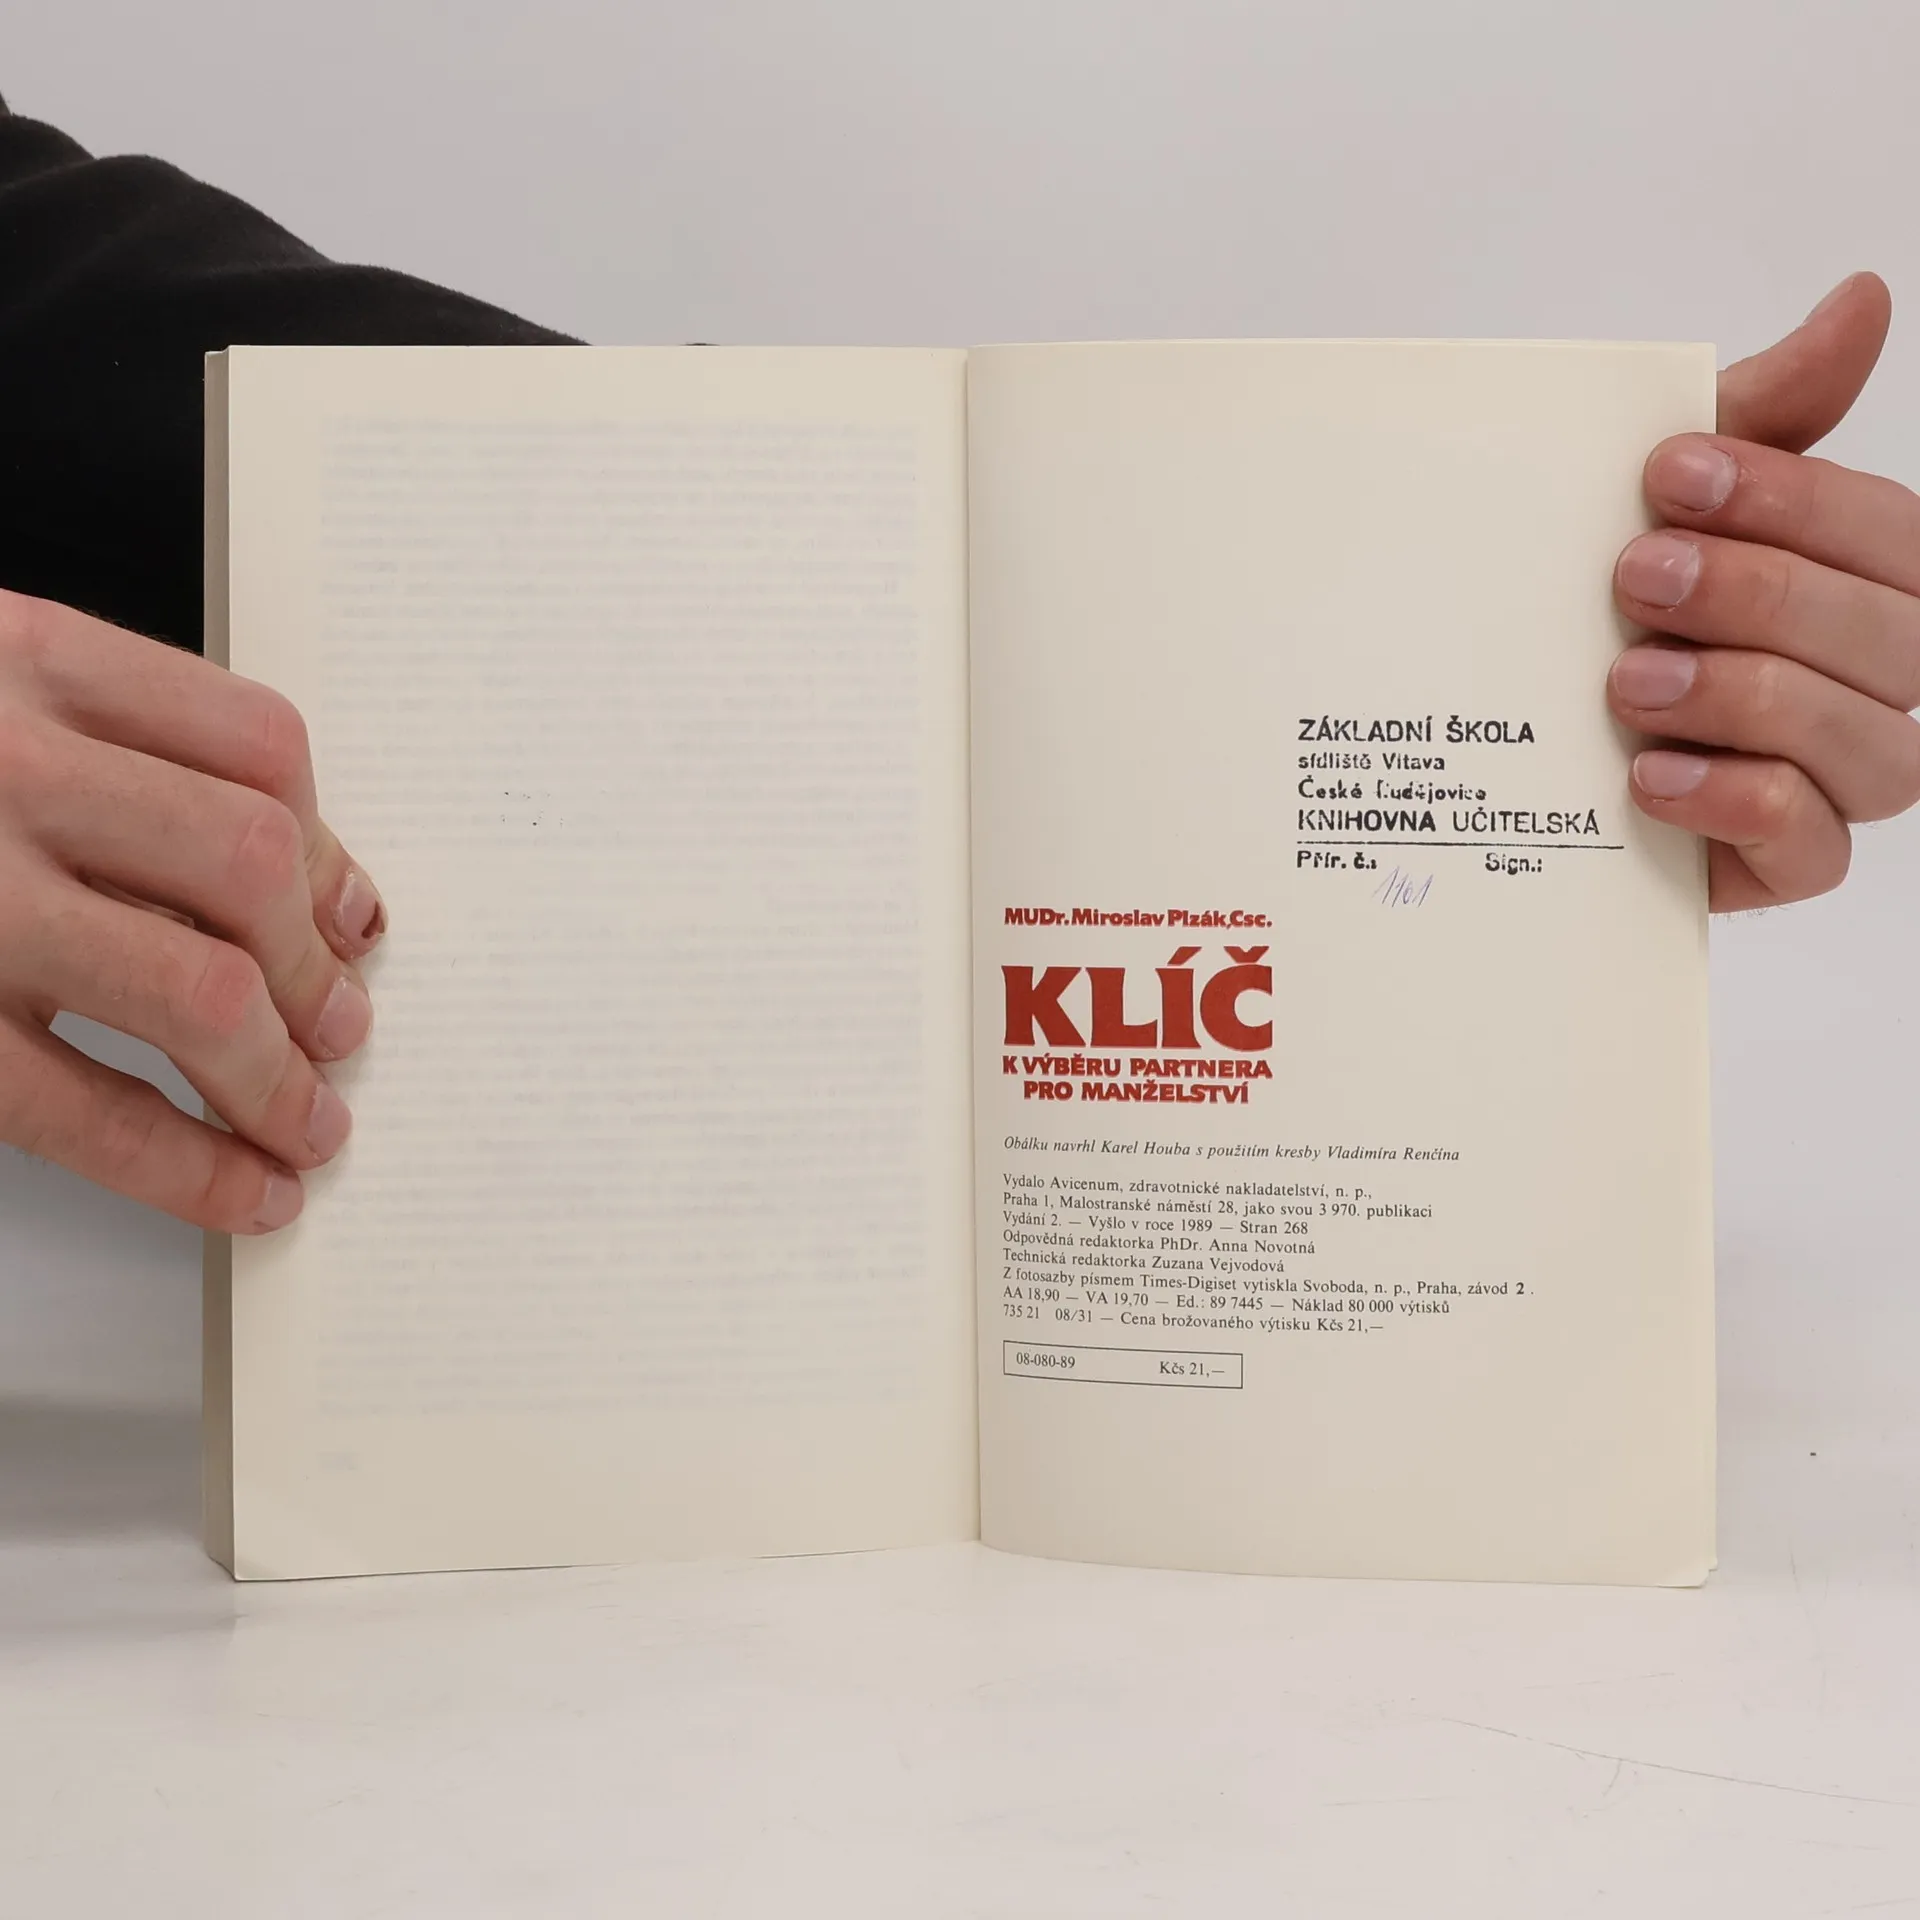 ZÁKLADNÍ ŠKOLA
sídliště Vltava
České Budějovice
KNIHOVNA UČITELSKÁ
Přír. č.: Sign.:
1161
MUDr. Miroslav Plzák, Csc.
KLÍČ
K VÝBĚRU PARTNERA
PRO MANŽELSTVÍ
Obálku navrhl Karel Houba s použitím kresby Vladimíra Renčína
Vydalo Avicenum, zdravotnické nakladatelství, n. p.,
Praha 1, Malostranské náměstí 28, jako svou 3 970. publikaci
Vydání 2. — Vyšlo v roce 1989 — Stran 268
Odpovědná redaktorka PhDr. Anna Novotná
Technická redaktorka Zuzana Vejvodová
Z fotosazby písmem Times-Digiset vytiskla Svoboda, n. p., Praha, závod 2 .
AA 18,90 — VA 19,70 — Ed.: 89 7445 — Náklad 80 000 výtisků
735 21 08/31 — Cena brožovaného výtisku Kčs 21,—
08-080-89 Kčs 21,—